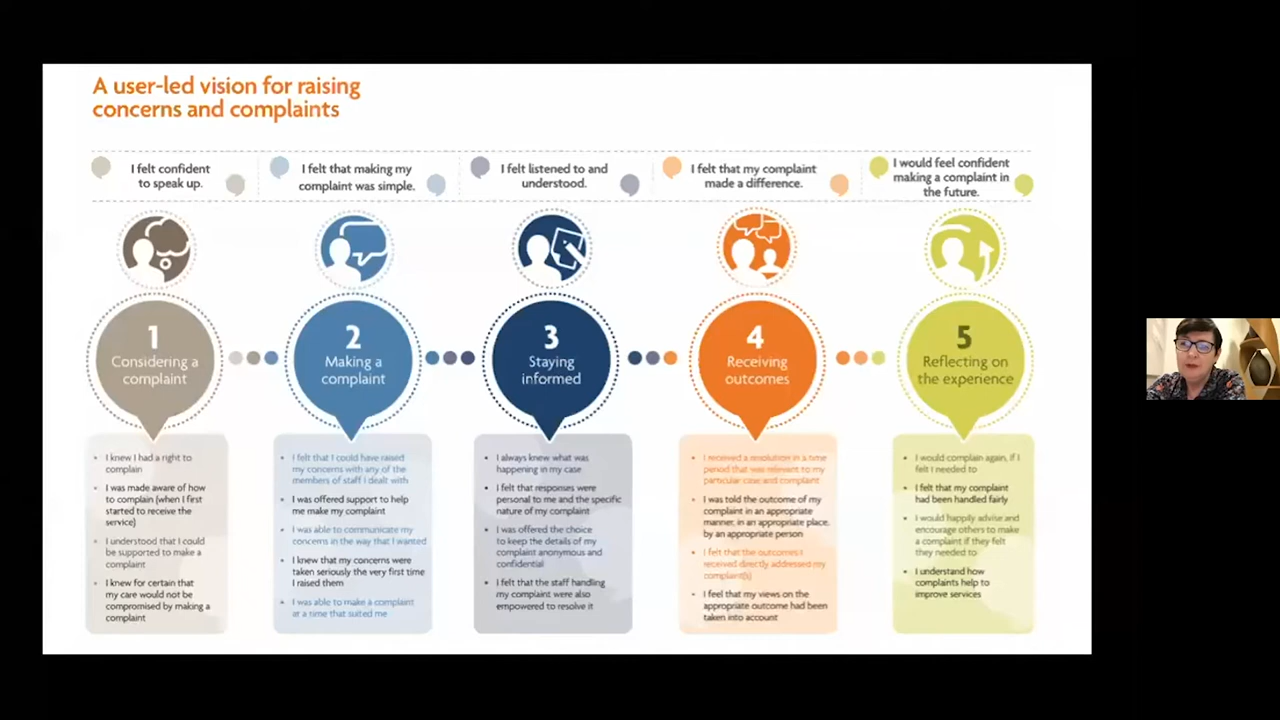 A user-led vision for raising
concerns and complaints
I felt confident
to speak up.
I felt that making my
complaint was simple.
I felt listened to and
understood.
I felt that my complaint
made a difference.
I would feel confident
making a complaint in
the future.
1
Considering a
complaint
2
Making a
complaint
3
Staying
informed
4
Receiving
outcomes
5
Reflecting on
the experience
• I knew I had a right to
complain
• I was made aware of how
to complain (when I first
started to receive the
service)
• I understood that I could
be supported to make a
complaint
• I knew for certain that
my care would not be
compromised by making a
complaint
• I felt that I could have raised
my concerns with any of the
members of staff I dealt with
• I was offered support to help
me make my complaint
• I was able to communicate my
concerns in the way that I wanted
• I knew that my concerns were
taken seriously the very first time
I raised them
• I was able to make a complaint
at a time that suited me
• I always knew what was
happening in my case
• I felt that responses were
personal to me and the specific
nature of my complaint
• I was offered the choice
to keep the details of my
complaint anonymous and
confidential
• I felt that the staff handling
my complaint were also
empowered to resolve it
• I received a resolution in a time
period that was relevant to my
particular case and complaint
• I was told the outcome of my
complaint in an appropriate
manner, in an appropriate place,
by an appropriate person
• I felt that the outcomes I
received directly addressed my
complaint(s)
• I feel that my views on the
appropriate outcome had been
taken into account
• I would complain again, if I
felt I needed to
• I felt that my complaint
had been handled fairly
• I would happily advise and
encourage others to make
a complaint if they felt
they needed to
• I understand how
complaints help to
improve services